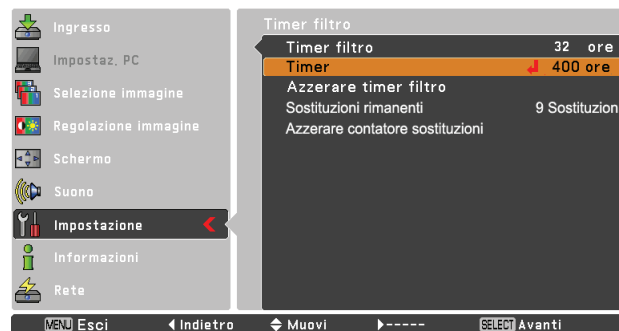 Ingresso
Impostaz. PC
Selezione immagine
Regolazione immagine
Schermo
Suono
Impostazione
Informazioni
Rete
Timer filtro
Timer filtro 32 ore
Timer 400 ore
Azzerare timer filtro
Sostituzioni rimanenti 9 Sostituzion
Azzerare contatore sostituzioni
MENU Esci Indietro Muovi ----- SELECT Avanti